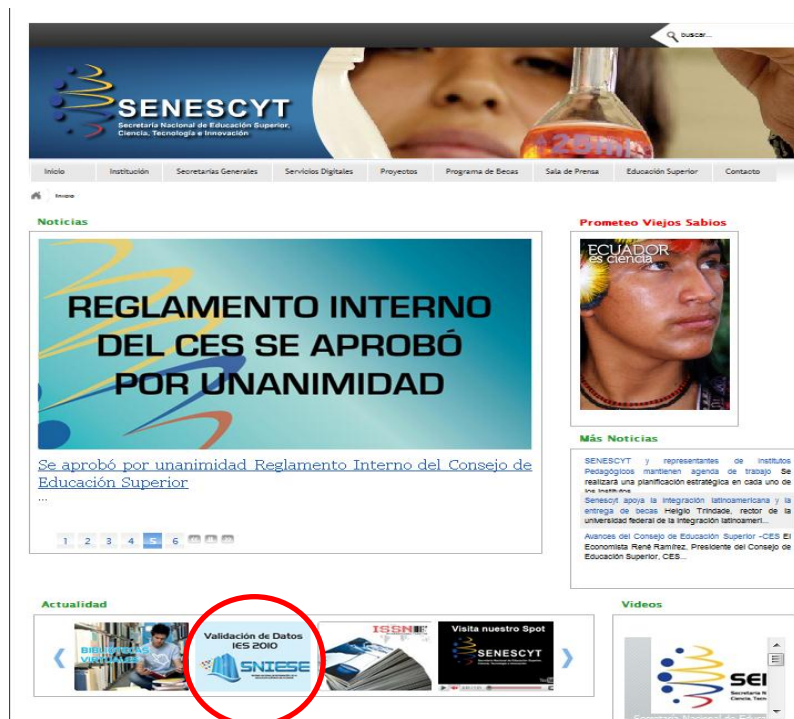 buscar...
SENESCYT
Secretaría Nacional de Educación Superior,
Ciencia, Tecnología e Innovación
+25ml
Inicio Institución Secretarías Generales Servicios Digitales Proyectos Programa de Becas Sala de Prensa Educación Superior Contacto
Inicio
Noticias
REGLAMENTO INTERNO
DEL CES SE APROBÓ
POR UNANIMIDAD
Se aprobó por unanimidad Reglamento Interno del Consejo de
Educación Superior
...
1 2 3 4 5 6
Prometeo Viejos Sabios
ECUADOR
es ciencia
Más Noticias
SENESCYT y representantes de Institutos
Pedagógicos mantienen agenda de trabajo Se
realizará una planificación estratégica en cada uno de
los Institutos
Senescyt apoya la integración latinoamericana y la
entrega de becas Helgio Trindade, rector de la
universidad federal de la integración latinoameri...
Avances del Consejo de Educación Superior -CES El
Economista René Ramírez, Presidente del Consejo de
Educación Superior, CES...
Actualidad
BIBLIOTECAS
VIRTUALES
Validación de Datos
IES 2010
SNIESE
ISSN
Visita nuestro Spot
SENESCYT
Videos
SEI
Secretaría N
Ciencia, Tecn